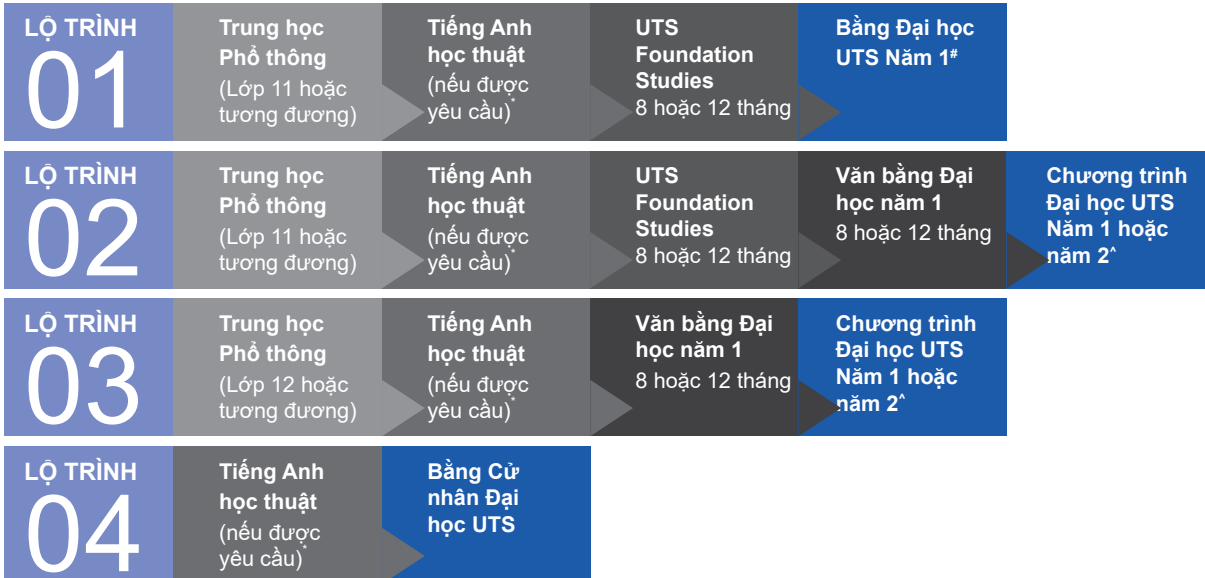 LỘ TRÌNH
01
Trung học
Phổ thông
(Lớp 11 hoặc
tương đương)
Tiếng Anh
học thuật
(nếu được
yêu cầu)*
UTS
Foundation
Studies
8 hoặc 12 tháng
Bằng Đại học
UTS Năm 1#
LỘ TRÌNH
02
Trung học
Phổ thông
(Lớp 11 hoặc
tương đương)
Tiếng Anh
học thuật
(nếu được
yêu cầu)*
UTS
Foundation
Studies
8 hoặc 12 tháng
Văn bằng Đại
học năm 1
8 hoặc 12 tháng
Chương trình
Đại học UTS
Năm 1 hoặc
năm 2^
LỘ TRÌNH
03
Trung học
Phổ thông
(Lớp 12 hoặc
tương đương)
Tiếng Anh
học thuật
(nếu được
yêu cầu)*
Văn bằng Đại
học năm 1
8 hoặc 12 tháng
Chương trình
Đại học UTS
Năm 1 hoặc
năm 2^
LỘ TRÌNH
04
Tiếng Anh
học thuật
(nếu được
yêu cầu)*
Bằng Cử
nhân Đại
học UTS